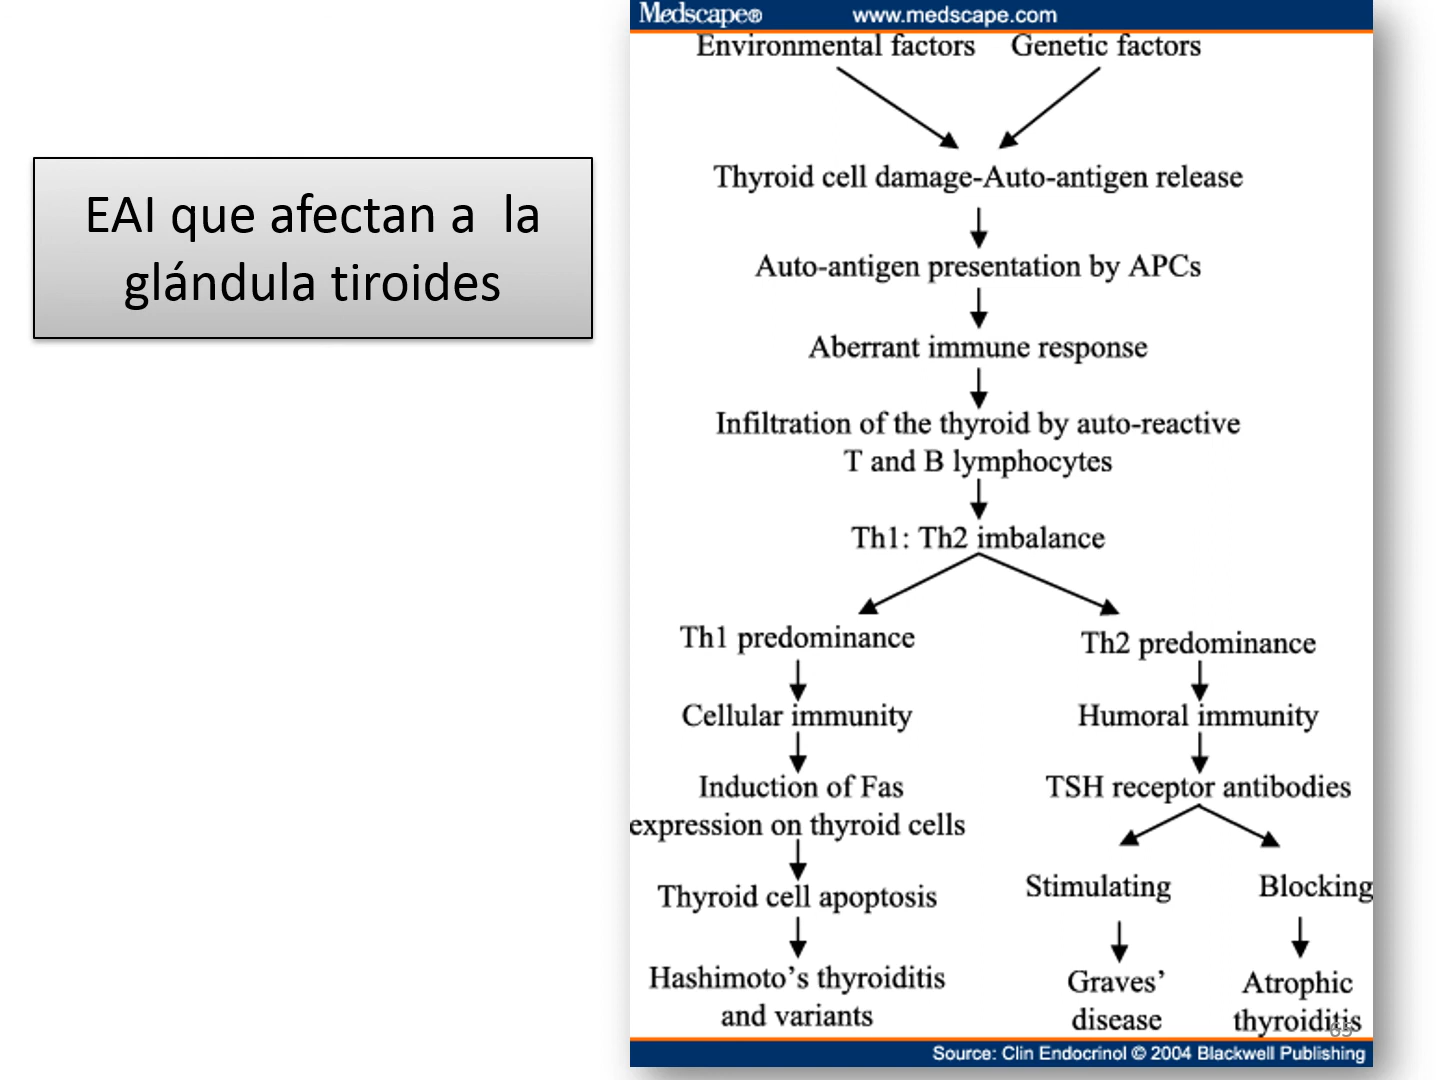 Medscape® www.medscape.com
EAI que afectan a la
glándula tiroides
Environmental factors Genetic factors
Thyroid cell damage-Auto-antigen release
Auto-antigen presentation by APCs
Aberrant immune response
Infiltration of the thyroid by auto-reactive
T and B lymphocytes
Th1: Th2 imbalance
Th1 predominance
Th2 predominance
Cellular immunity
Humoral immunity
Induction of Fas
expression on thyroid cells
TSH receptor antibodies
Thyroid cell apoptosis
Stimulating
Blocking
Hashimoto’s thyroiditis
and variants
Graves’
disease
Atrophic
thyroiditis
65
Source: Clin Endocrinol © 2004 Blackwell Publishing